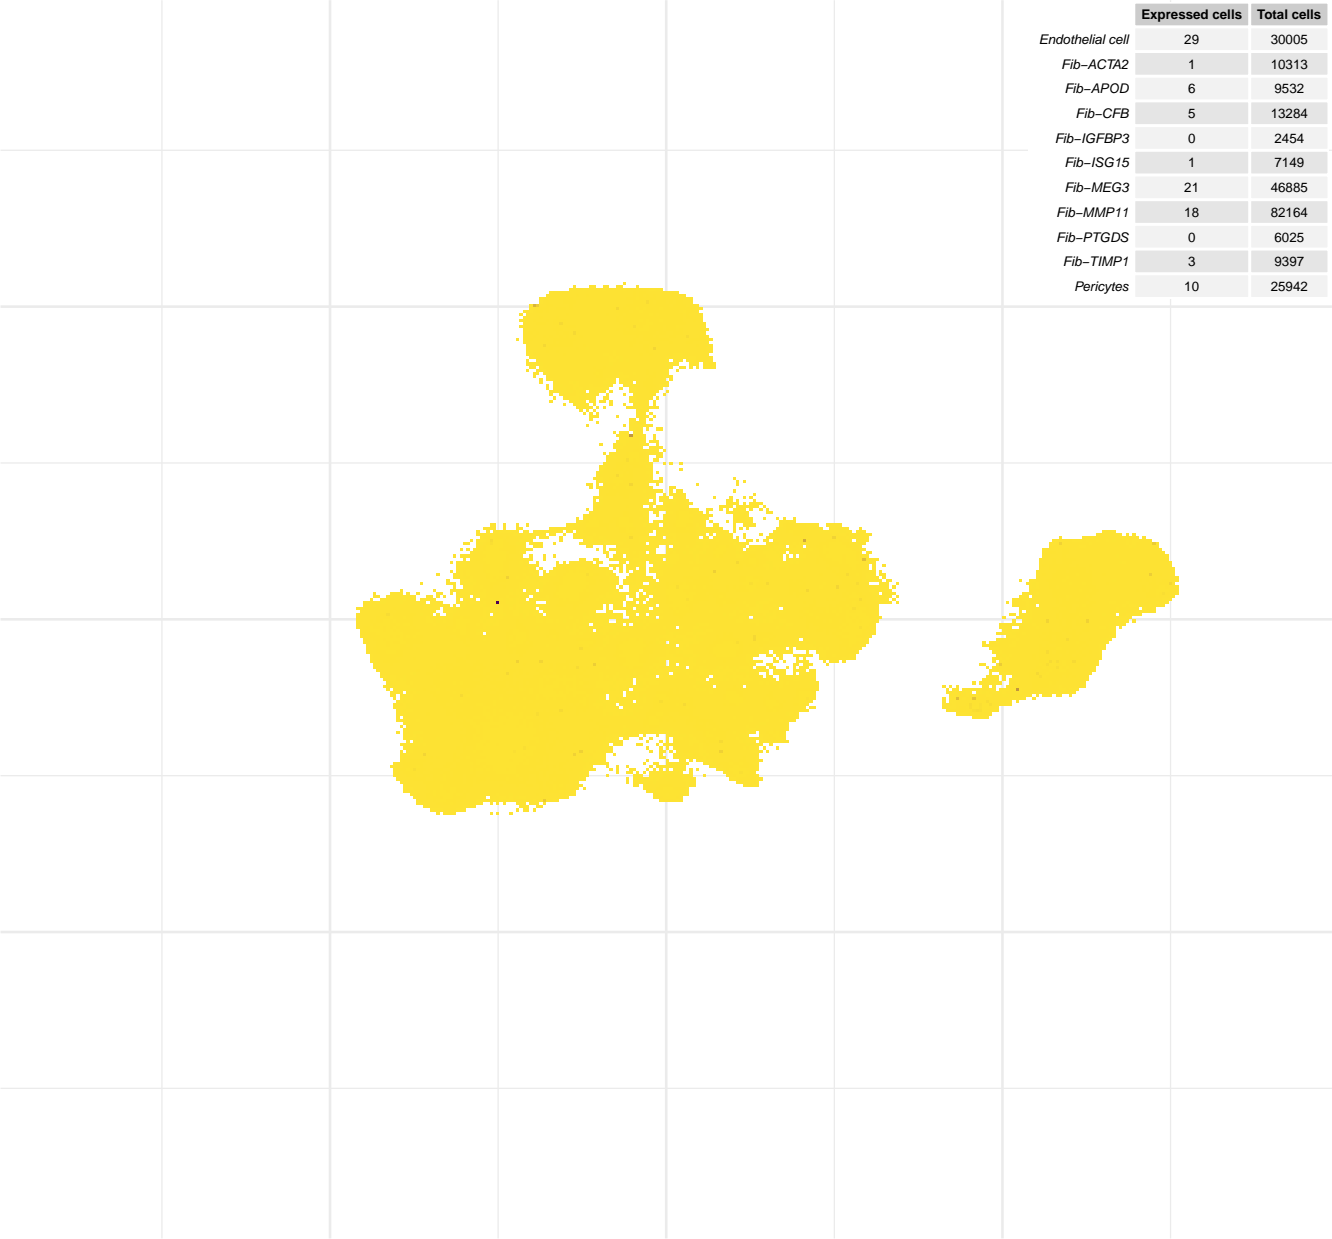 Expressed cells Total cells
Endothelial cell 29 30005
Fib−ACTA2 1 10313
Fib−APOD 6 9532
Fib−CFB 5 13284
Fib−IGFBP3 0 2454
Fib−ISG15 1 7149
Fib−MEG3 21 46885
Fib−MMP11 18 82164
Fib−PTGDS 0 6025
Fib−TIMP1 3 9397
Pericytes 10 25942